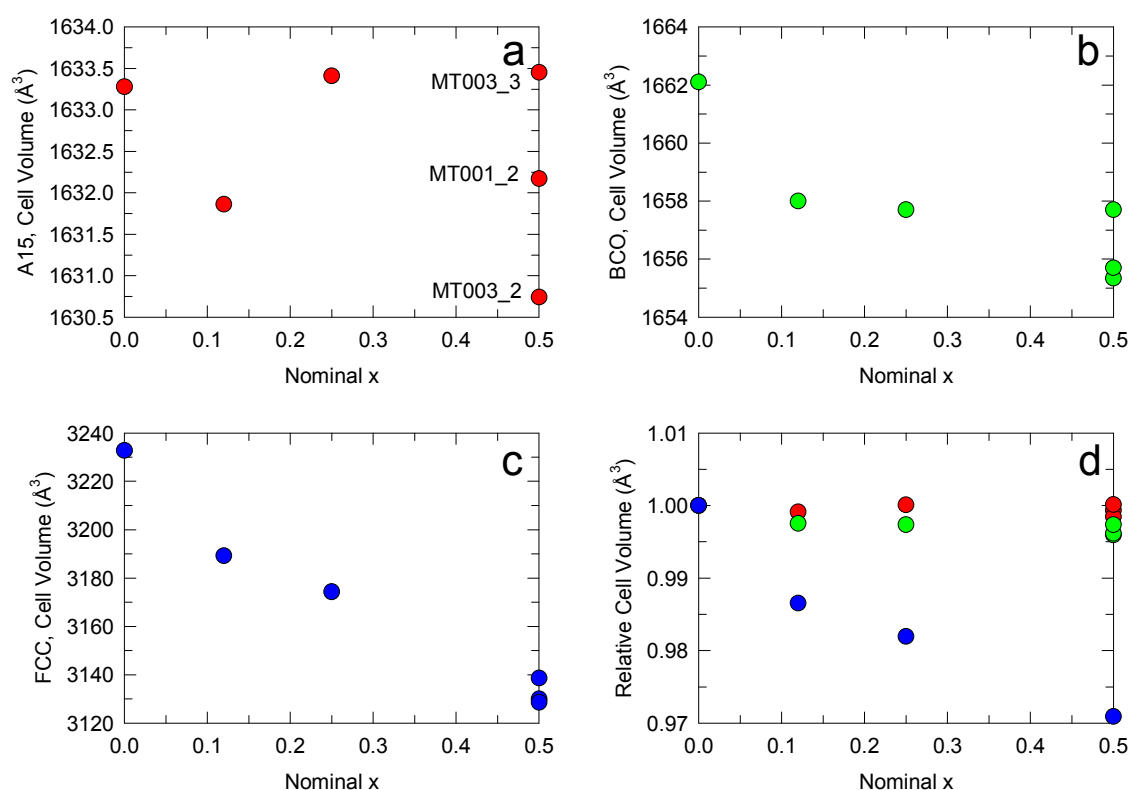 a
A15, Cell Volume (Å³)
1634.0
1633.5
1633.0
1632.5
1632.0
1631.5
1631.0
1630.5
MT003_3
MT001_2
MT003_2
0.0 0.1 0.2 0.3 0.4 0.5
Nominal x
b
BCO, Cell Volume (Å³)
1664
1662
1660
1658
1656
1654
0.0 0.1 0.2 0.3 0.4 0.5
Nominal x
c
FCC, Cell Volume (Å³)
3240
3220
3200
3180
3160
3140
3120
0.0 0.1 0.2 0.3 0.4 0.5
Nominal x
d
Relative Cell Volume (Å³)
1.01
1.00
0.99
0.98
0.97
0.0 0.1 0.2 0.3 0.4 0.5
Nominal x